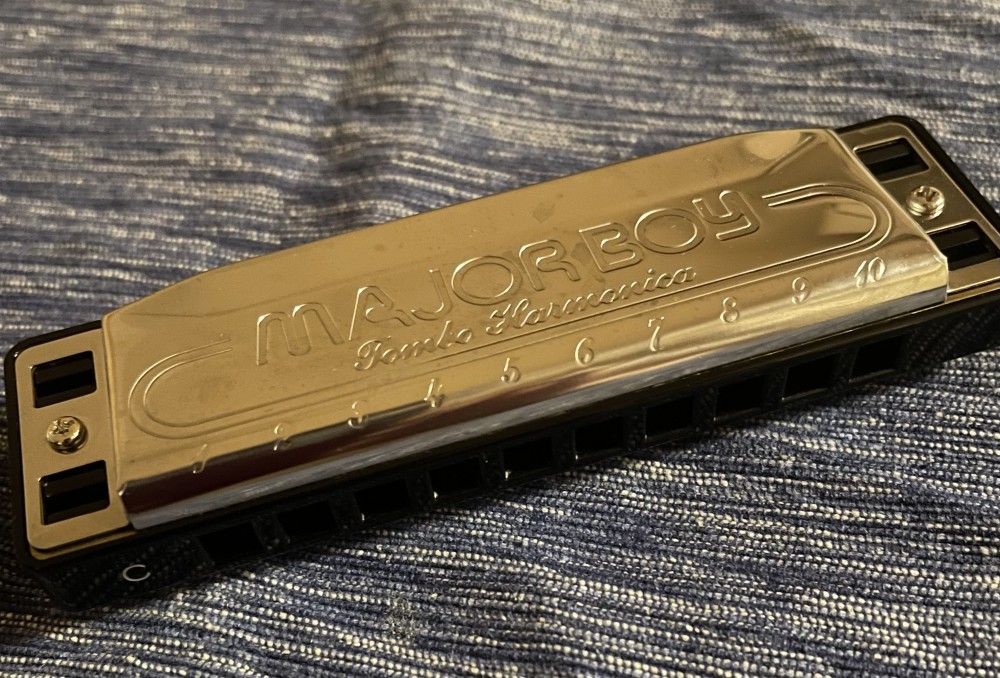 MAJOR BOY
Tombo Harmonica
1 2 3 4 5 6 7 8 9 10
C